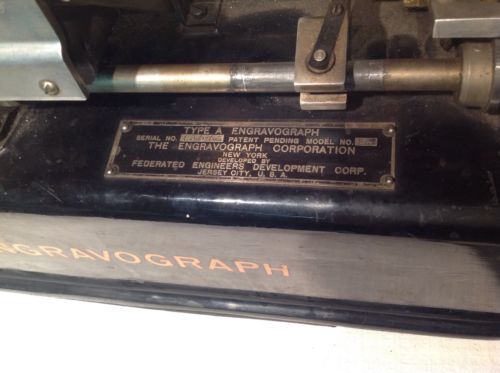 TYPE A ENGRAVOGRAPH
SERIAL NO. PATENT PENDING MODEL NO.
THE ENGRAVOGRAPH CORPORATION
NEW YORK
DEVELOPED BY
FEDERATED ENGINEERS DEVELOPMENT CORP.
JERSEY CITY, U. S. A.
NGRAVOGRAPH